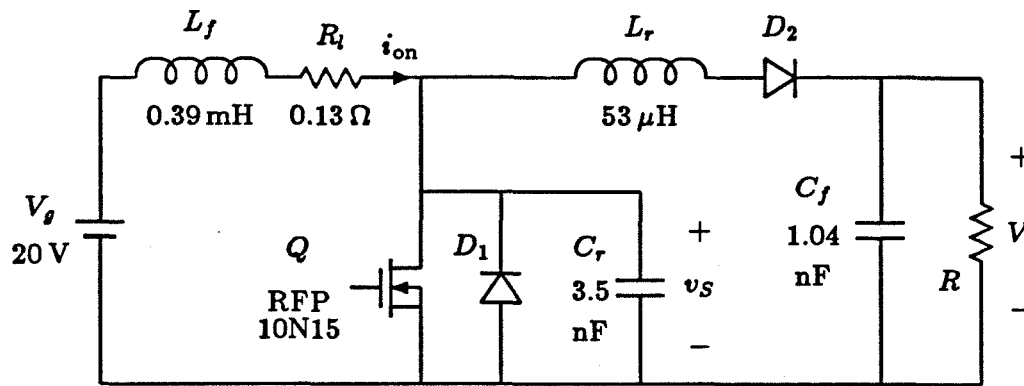 L_f
R_l
i_on
L_r
D_2
0.39 mH
0.13 Ω
53 μH
V_g
20 V
Q
RFP
10N15
D_1
C_r
3.5
nF
+
v_S
−
C_f
1.04
nF
R
+
V
−